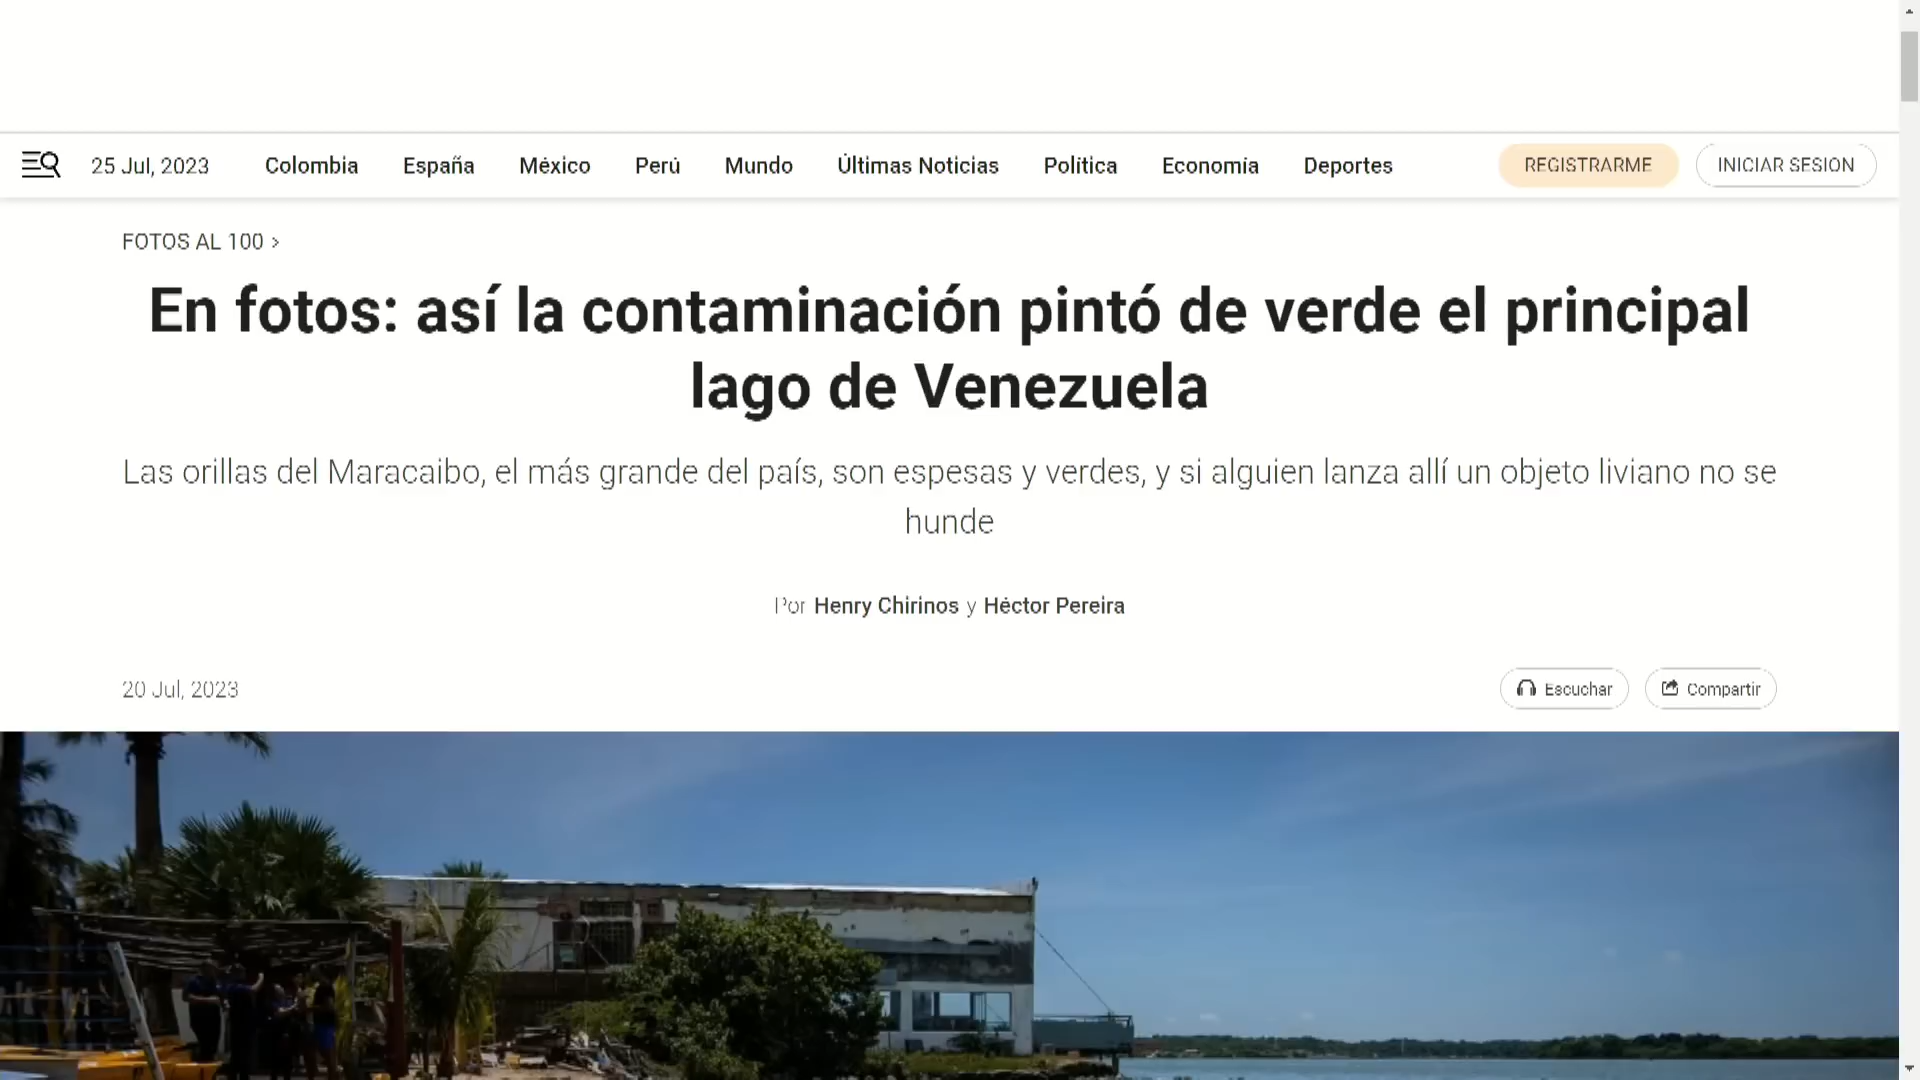 25 Jul, 2023 Colombia España México Perú Mundo Últimas Noticias Política Economía Deportes REGISTRARME INICIAR SESION
FOTOS AL 100 >
En fotos: así la contaminación pintó de verde el principal
lago de Venezuela
Las orillas del Maracaibo, el más grande del país, son espesas y verdes, y si alguien lanza allí un objeto liviano no se
hunde
Por Henry Chirinos y Héctor Pereira
20 Jul, 2023 Escuchar Compartir